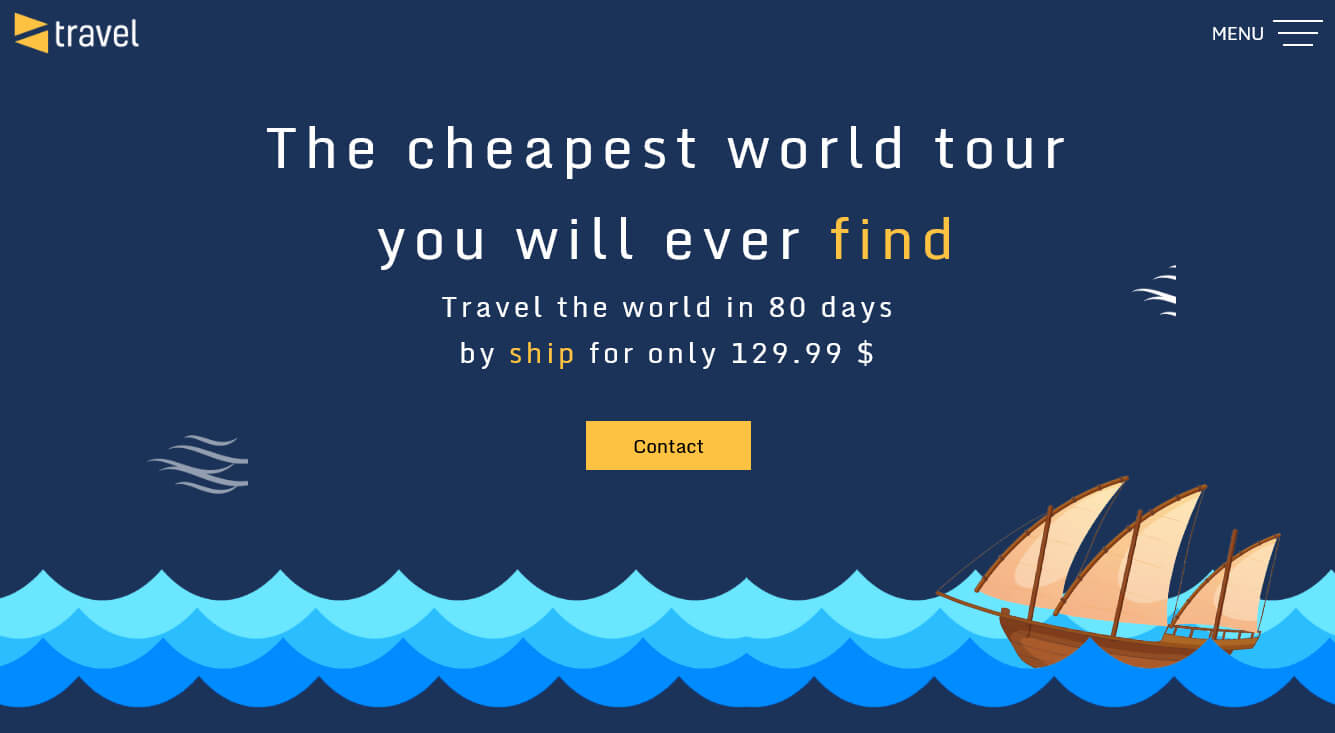 travel
MENU
The cheapest world tour
you will ever find
Travel the world in 80 days
by ship for only 129.99 $
Contact